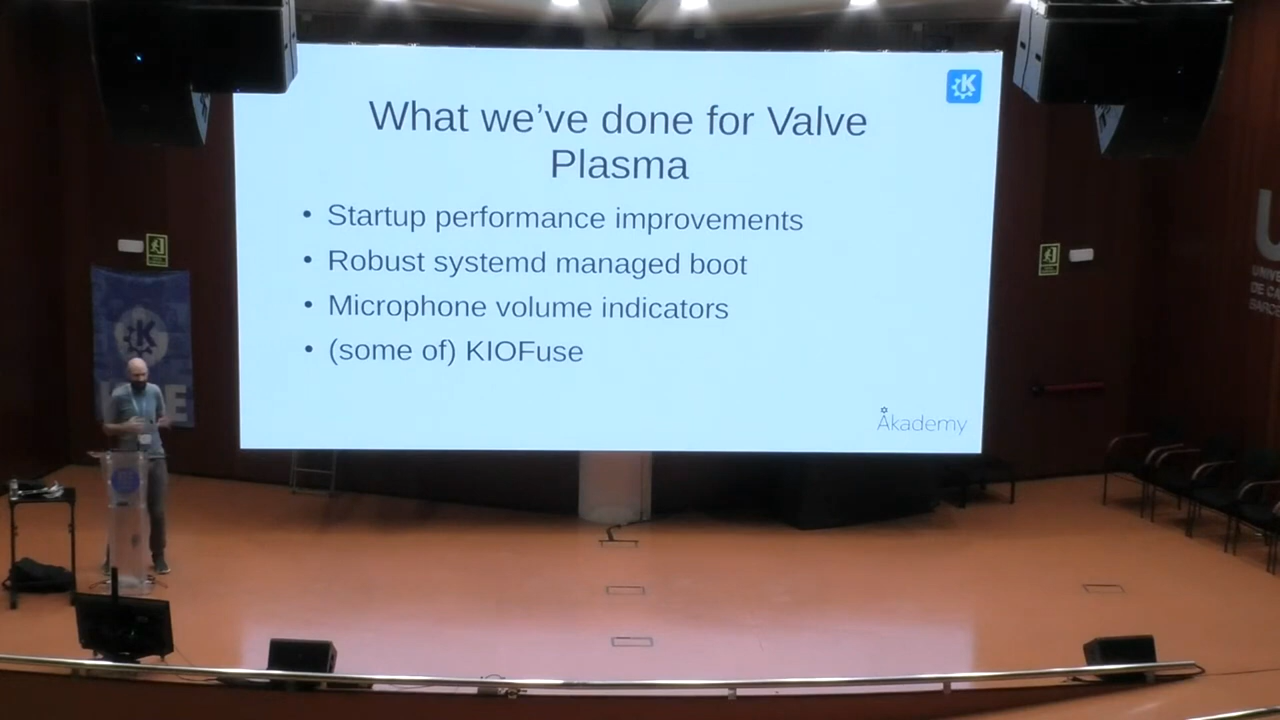 What we've done for Valve
Plasma
• Startup performance improvements
• Robust systemd managed boot
• Microphone volume indicators
• (some of) KIOFuse
Akademy
K
K
E